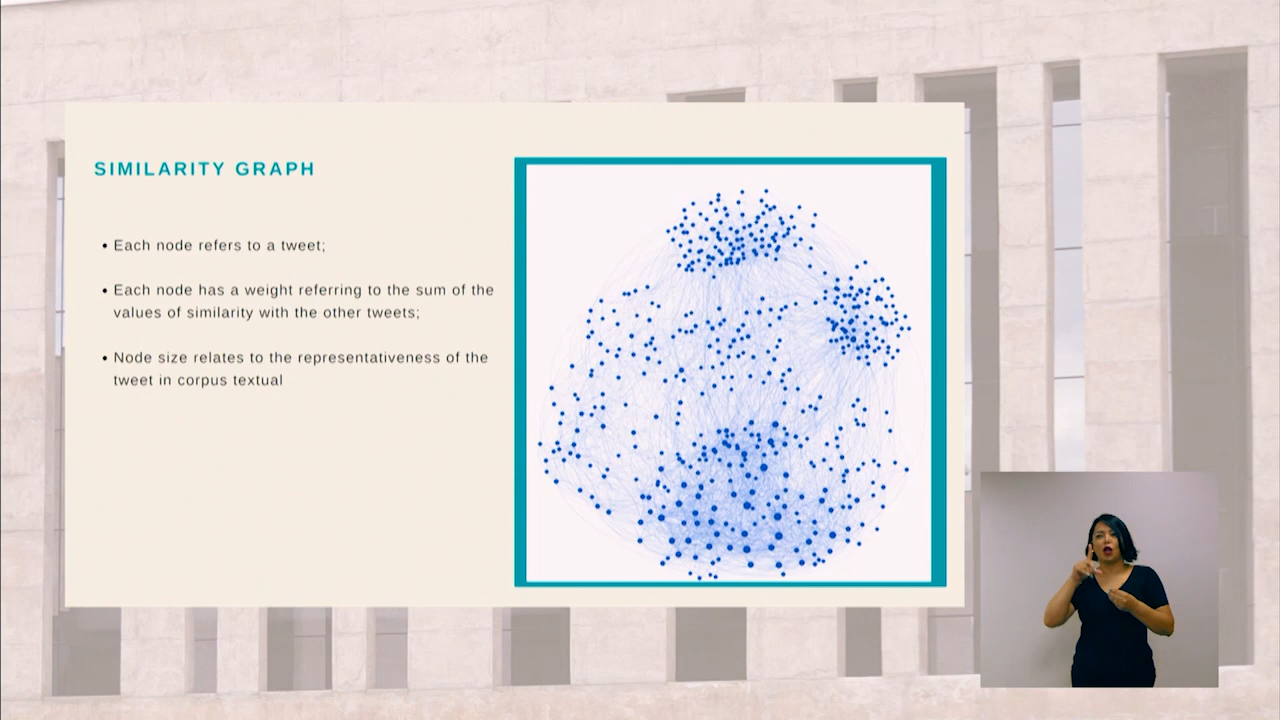 SIMILARITY GRAPH
• Each node refers to a tweet;
• Each node has a weight referring to the sum of the
values of similarity with the other tweets;
• Node size relates to the representativeness of the
tweet in corpus textual